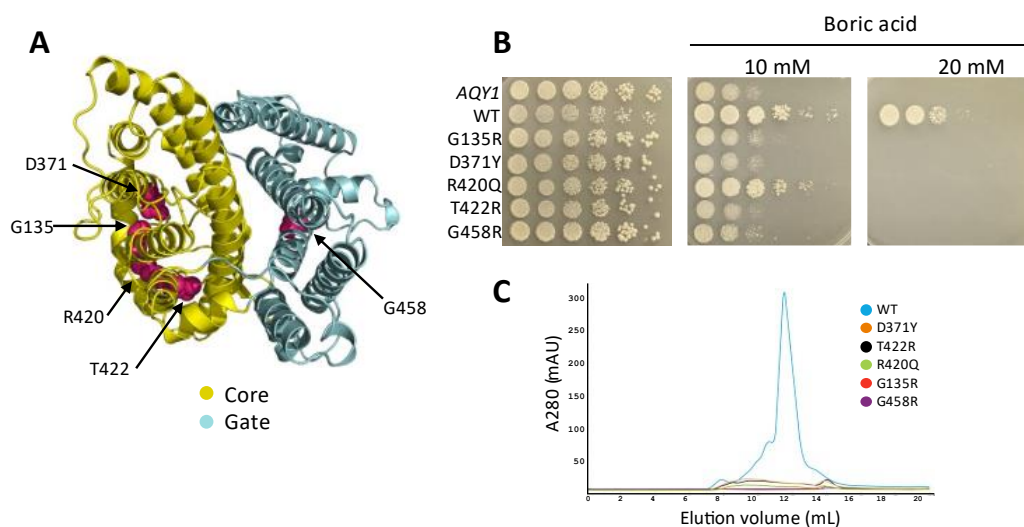 A
D371
G135
R420
T422
G458
Core
Gate
B
Boric acid
10 mM
20 mM
AQY1
WT
G135R
D371Y
R420Q
T422R
G458R
C
WT
D371Y
T422R
R420Q
G135R
G458R
A280 (mAU)
300
250
200
150
100
50
0 2 4 6 8 10 12 14 16 18 20
Elution volume (mL)